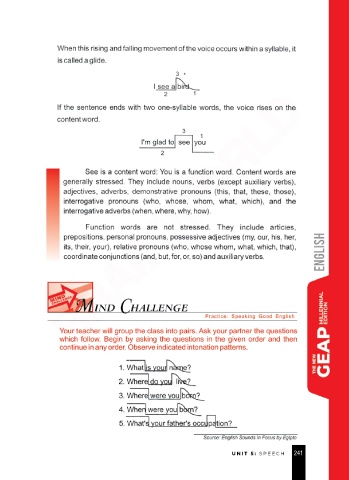 When this rising and falling movement of the voice occurs within a syllable, it
is called a glide.
3
I see a bird.
2 1
If the sentence ends with two one-syllable words, the voice rises on the
content word.
3
1
I'm glad to see you
2
See is a content word: You is a function word. Content words are
generally stressed. They include nouns, verbs (except auxiliary verbs),
adjectives, adverbs, demonstrative pronouns (this, that, these, those),
interrogative pronouns (who, whose, whom, what, which), and the
interrogative adverbs (when, where, why, how).
Function words are not stressed. They include articles,
prepositions, personal pronouns, possessive adjectives (my, our, his, her,
its, their, your), relative pronouns (who, whose whom, what, which, that),
coordinate conjunctions (and, but, for, or, so) and auxiliary verbs.
MIND CHALLENGE
Practice: Speaking Good English
Your teacher will group the class into pairs. Ask your partner the questions
which follow. Begin by asking the questions in the given order and then
continue in any order. Observe indicated intonation patterns.
1. What is your name?
2. Where do you live?
3. Where were you born?
4. When were you born?
5. What's your father's occupation?
Source: English Sounds In Focus by Egipto
UNIT 5: SPEECH 241
ENGLISH
THE NEW GEAP MILLENNIAL EDITION